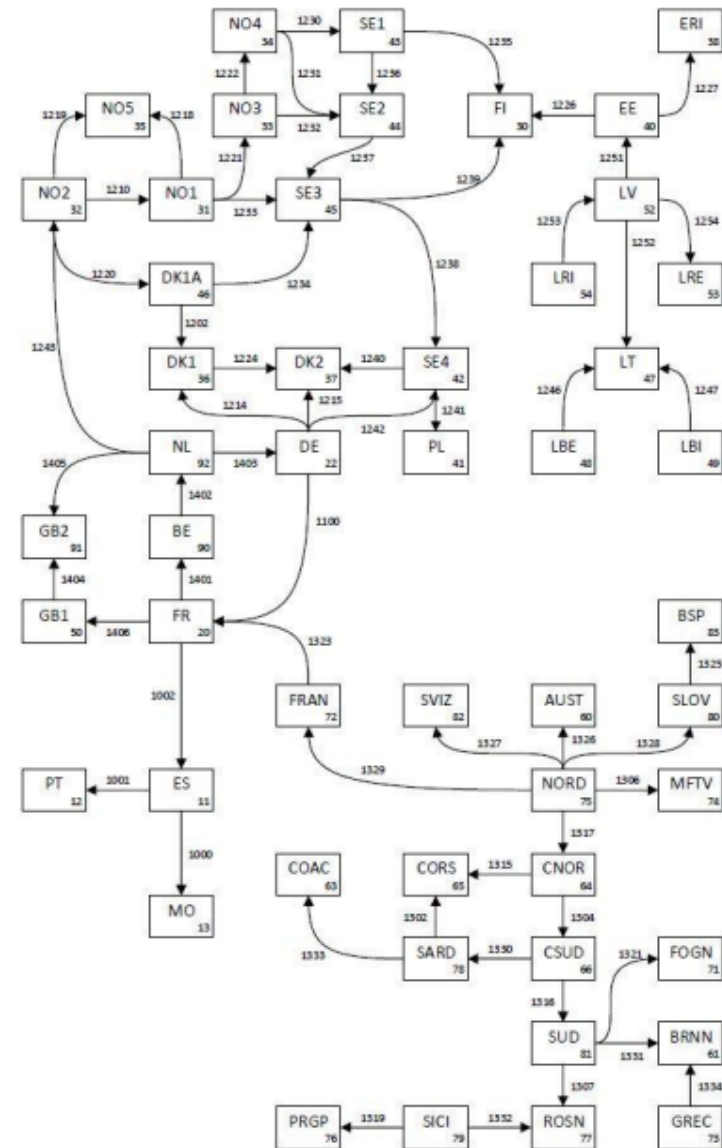 NO4 34
1230
SE1 43
1235
ERI 38
1222
1231
1236
1227
1219
NO5 35
1218
NO3 33
1232
SE2 44
FI 30
1226
EE 40
1221
1237
1251
NO2 32
1210
NO1 31
1233
SE3 45
1239
LV 52
1253
1254
1252
1220
DK1A 46
1234
1238
LRI 54
LRE 53
1202
1243
DK1 36
1224
DK2 37
1240
SE4 42
LT 47
1214
1215
1242
1241
1246
1247
NL 92
1403
DE 22
PL 41
LBE 48
LBI 49
1405
1402
1100
GB2 91
BE 90
1404
1401
GB1 50
1406
FR 20
BSP 83
1323
1325
1002
FRAN 72
SVIZ 82
AUST 60
SLOV 80
1327
1326
1328
1329
PT 12
1001
ES 11
NORD 75
1306
MFTV 74
1317
1000
COAC 63
CORS 65
1315
CNOR 64
MO 13
1302
1304
1333
SARD 78
1330
CSUD 66
1321
FOGN 71
1316
SUD 81
1331
BRNN 61
1307
1334
PRGP 76
1319
SICI 79
1332
ROSN 77
GREC 73